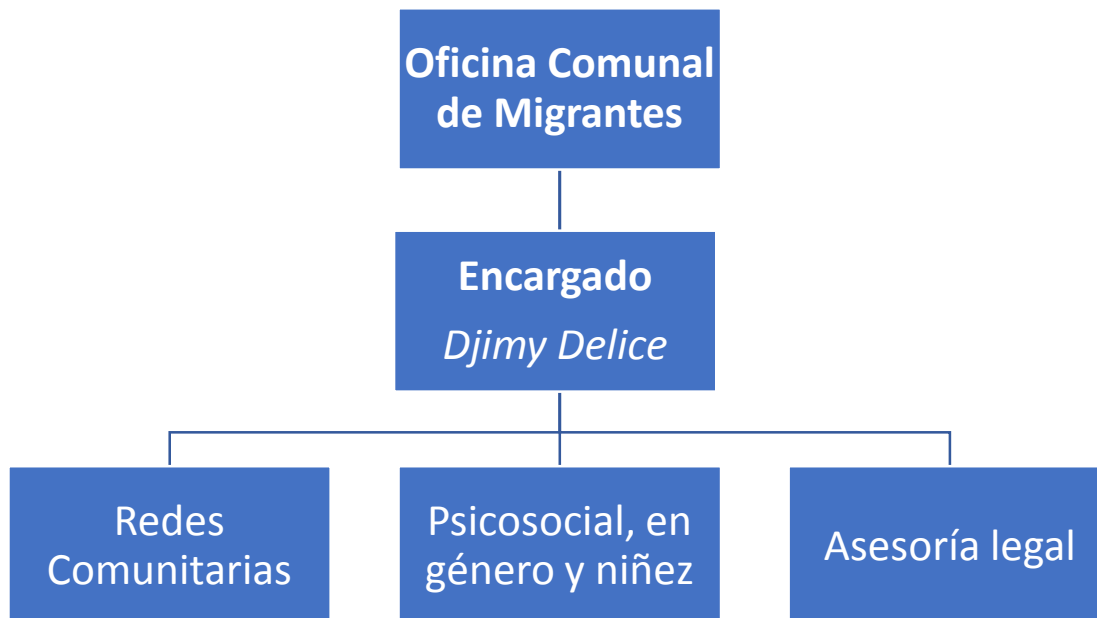 Oficina Comunal
de Migrantes
Encargado
Djimy Delice
Redes
Comunitarias
Psicosocial, en
género y niñez
Asesoría legal